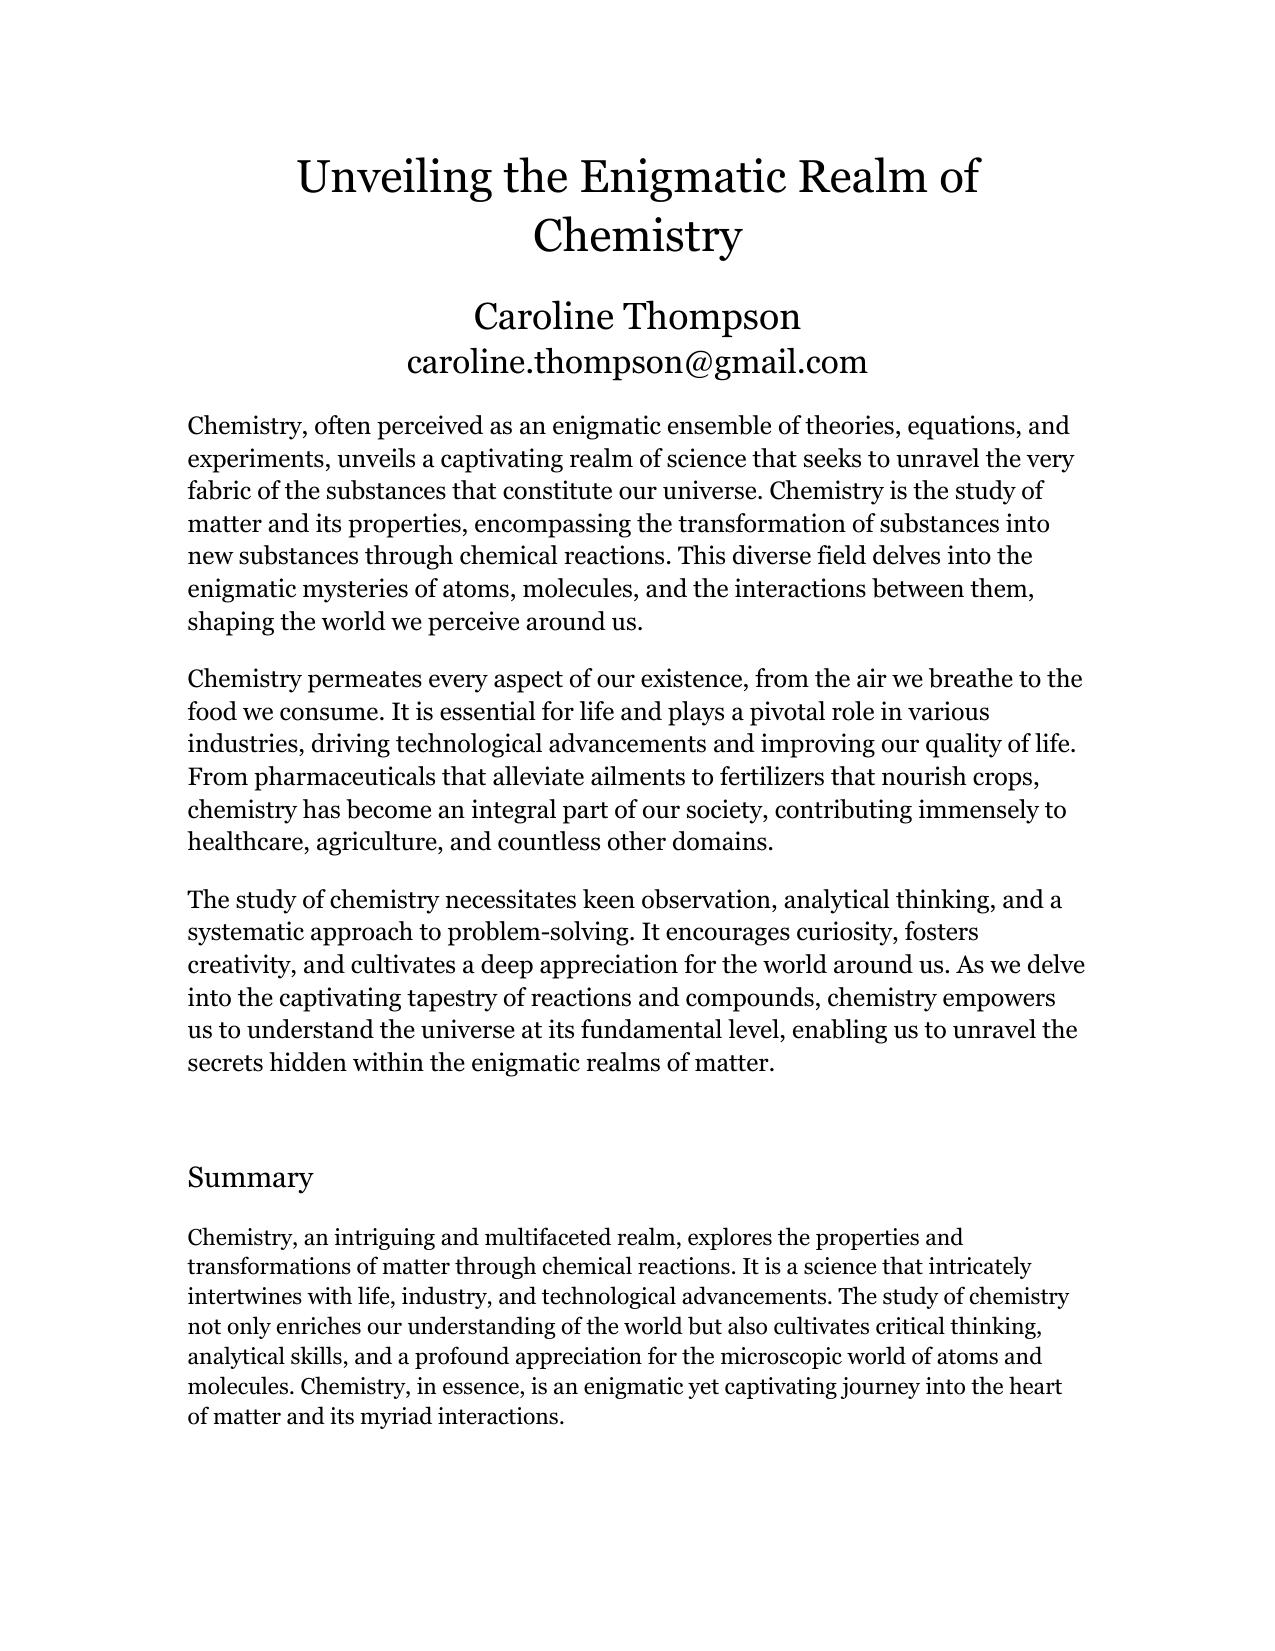 Unveiling the Enigmatic Realm of
Chemistry
Caroline Thompson
caroline.thompson@gmail.com
Chemistry, often perceived as an enigmatic ensemble of theories, equations, and
experiments, unveils a captivating realm of science that seeks to unravel the very
fabric of the substances that constitute our universe. Chemistry is the study of
matter and its properties, encompassing the transformation of substances into
new substances through chemical reactions. This diverse field delves into the
enigmatic mysteries of atoms, molecules, and the interactions between them,
shaping the world we perceive around us.
Chemistry permeates every aspect of our existence, from the air we breathe to the
food we consume. It is essential for life and plays a pivotal role in various
industries, driving technological advancements and improving our quality of life.
From pharmaceuticals that alleviate ailments to fertilizers that nourish crops,
chemistry has become an integral part of our society, contributing immensely to
healthcare, agriculture, and countless other domains.
The study of chemistry necessitates keen observation, analytical thinking, and a
systematic approach to problem-solving. It encourages curiosity, fosters
creativity, and cultivates a deep appreciation for the world around us. As we delve
into the captivating tapestry of reactions and compounds, chemistry empowers
us to understand the universe at its fundamental level, enabling us to unravel the
secrets hidden within the enigmatic realms of matter.
Summary
Chemistry, an intriguing and multifaceted realm, explores the properties and
transformations of matter through chemical reactions. It is a science that intricately
intertwines with life, industry, and technological advancements. The study of chemistry
not only enriches our understanding of the world but also cultivates critical thinking,
analytical skills, and a profound appreciation for the microscopic world of atoms and
molecules. Chemistry, in essence, is an enigmatic yet captivating journey into the heart
of matter and its myriad interactions.